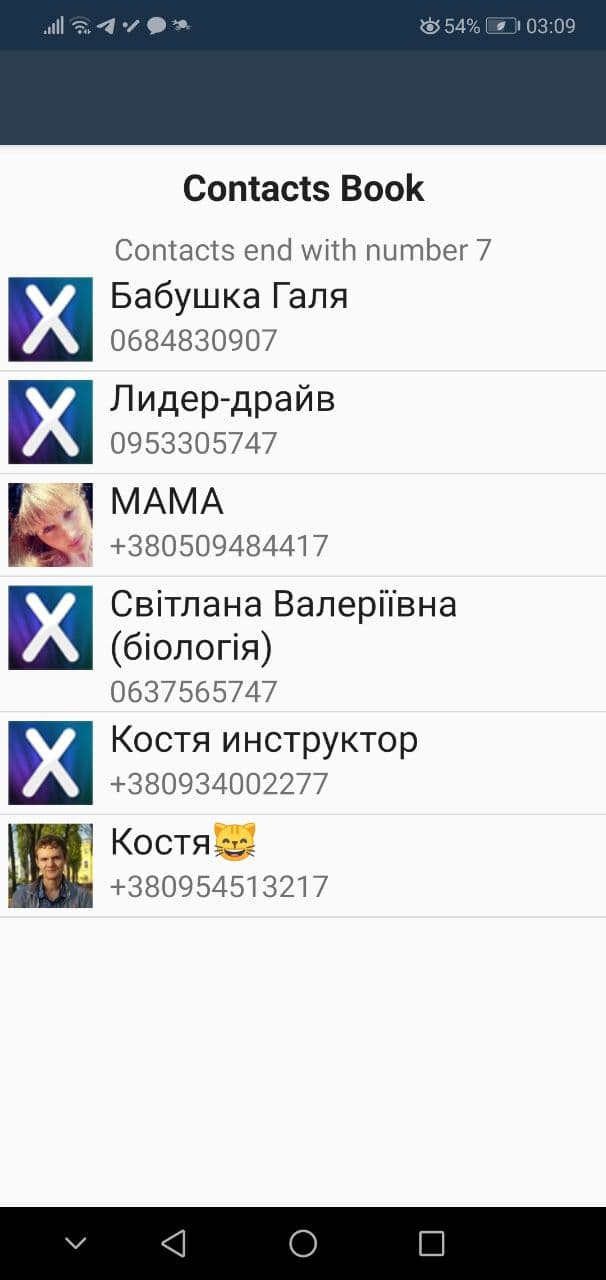 54% 03:09
Contacts Book
Contacts end with number 7
Бабушка Галя
0684830907
Лидер-драйв
0953305747
МАМА
+380509484417
Світлана Валеріївна
(біологія)
0637565747
Костя инструктор
+380934002277
Костя😸
+380954513217